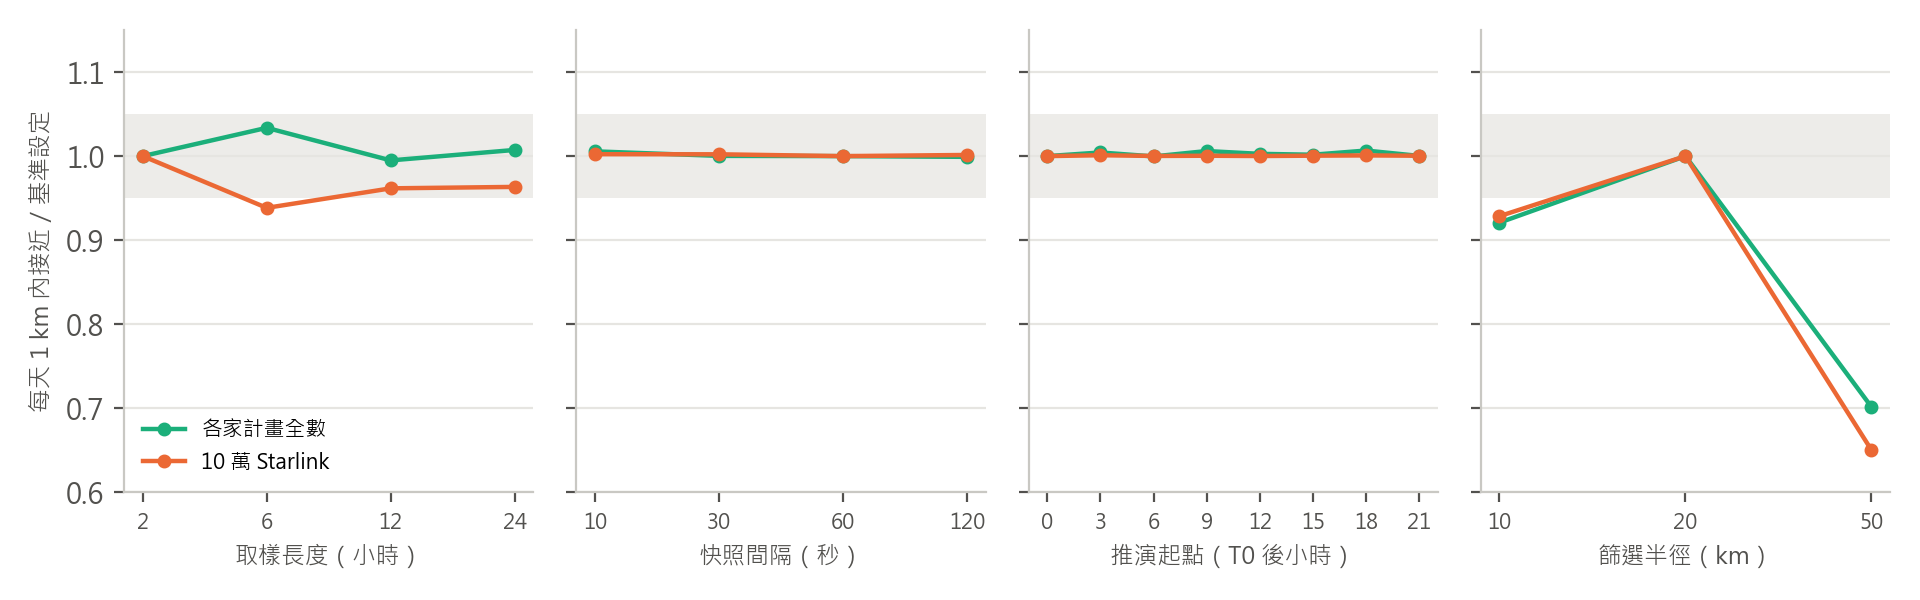 每天 1 km 內接近 / 基準設定
1.1
1.0
0.9
0.8
0.7
0.6
各家計畫全數
10 萬 Starlink
2 6 12 24
取樣長度（小時）
10 30 60 120
快照間隔（秒）
0 3 6 9 12 15 18 21
推演起點（T0 後小時）
10 20 50
篩選半徑（km）